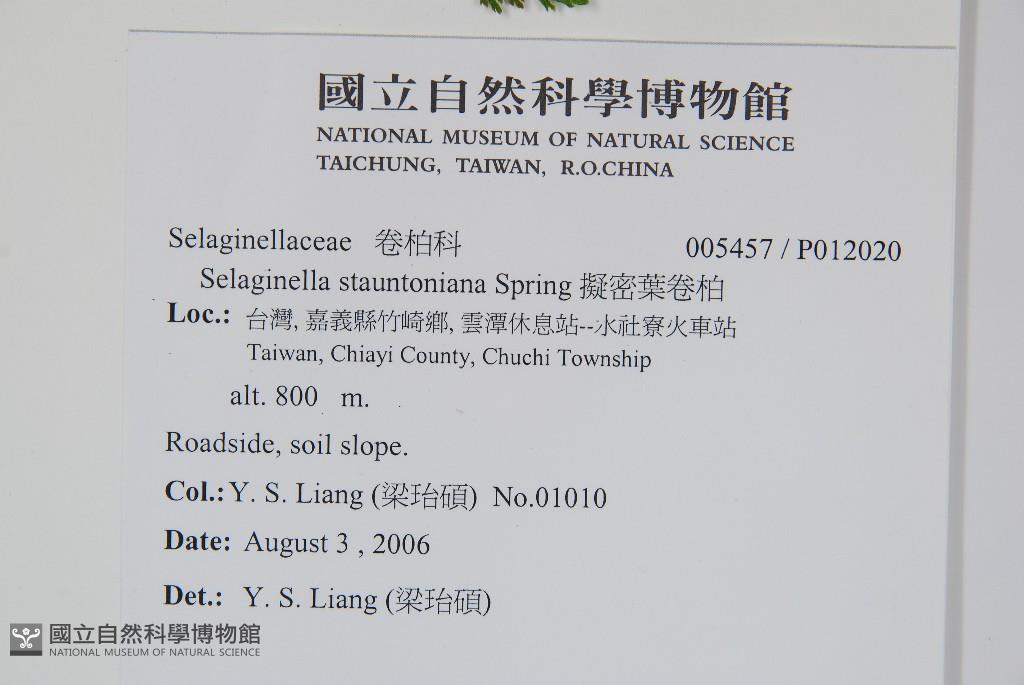 國立自然科學博物館
NATIONAL MUSEUM OF NATURAL SCIENCE
TAICHUNG, TAIWAN, R.O.CHINA
Selaginellaceae 卷柏科 005457 / P012020
Selaginella stauntoniana Spring 擬密葉卷柏
Loc.: 台灣, 嘉義縣竹崎鄉, 雲潭休息站--水社寮火車站
Taiwan, Chiayi County, Chuchi Township
alt. 800 m.
Roadside, soil slope.
Col.: Y. S. Liang (梁珆碩) No.01010
Date: August 3 , 2006
Det.: Y. S. Liang (梁珆碩)
國立自然科學博物館
NATIONAL MUSEUM OF NATURAL SCIENCE